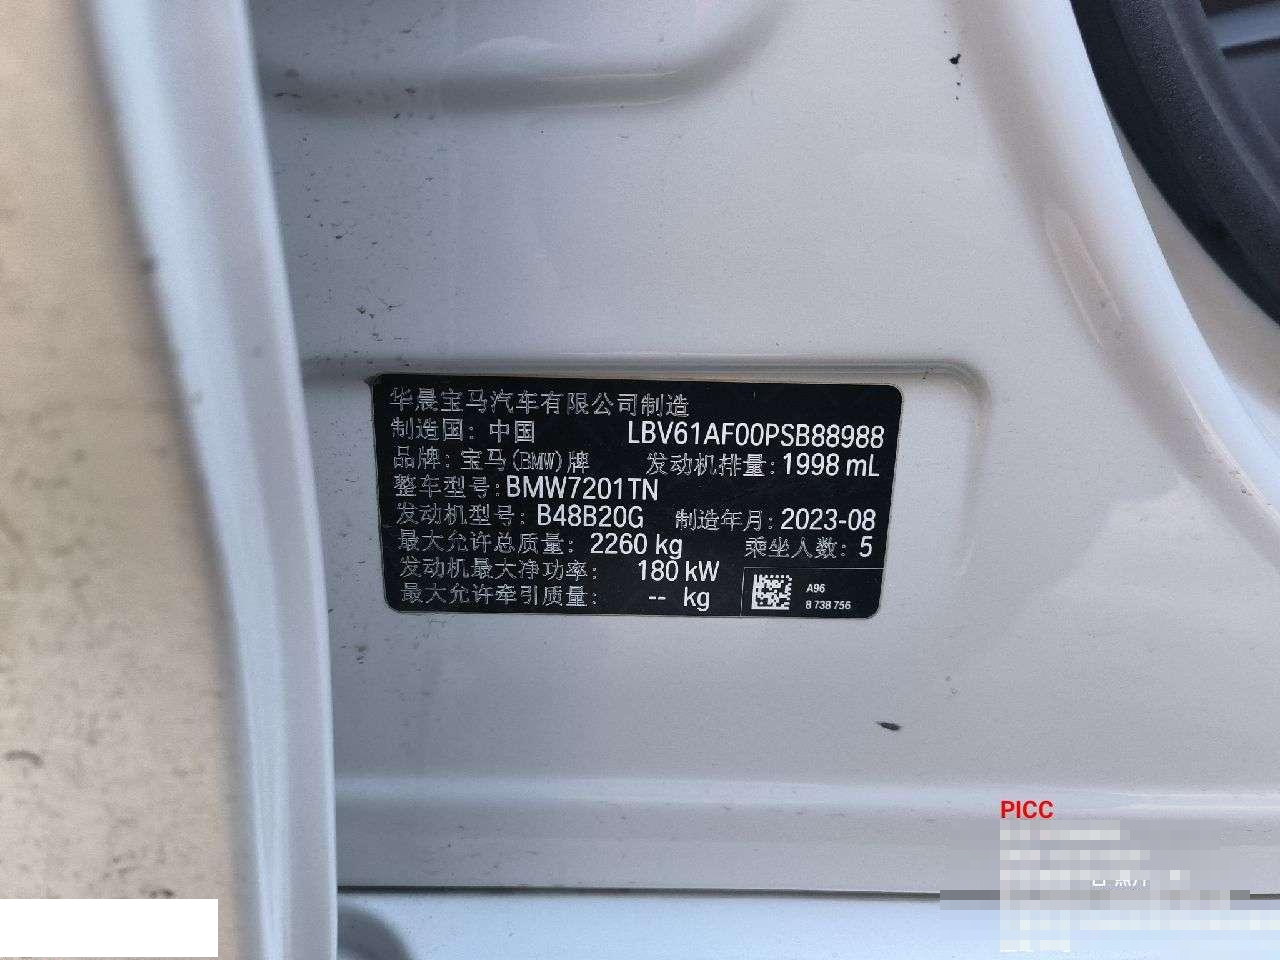 华晨宝马汽车有限公司制造
制造国: 中国 LBV61AF00PSB88988
品牌: 宝马(BMW)牌 发动机排量: 1998 mL
整车型号: BMW7201TN
发动机型号: B48B20G 制造年月: 2023-08
最大允许总质量: 2260 kg 乘坐人数: 5
发动机最大净功率: 180 kW
最大允许牵引质量: -- kg
A96
8 738 756
PICC